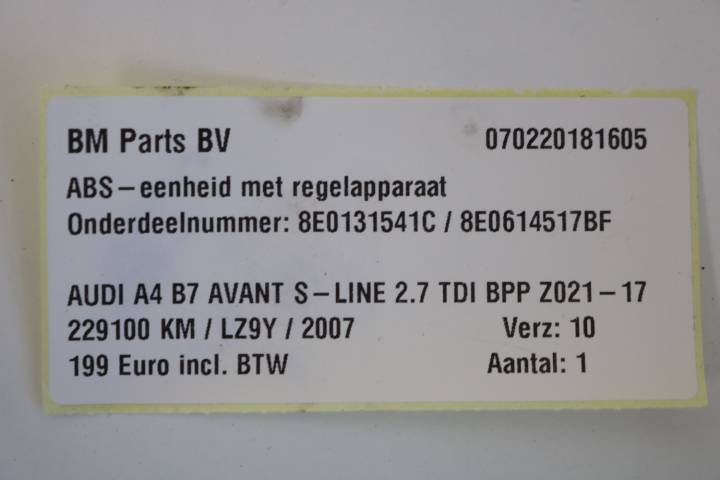 BM Parts BV 070220181605
ABS-eenheid met regelapparaat
Onderdeelnummer: 8E0131541C / 8E0614517BF
AUDI A4 B7 AVANT S-LINE 2.7 TDI BPP Z021-17
229100 KM / LZ9Y / 2007 Verz: 10
199 Euro incl. BTW Aantal: 1